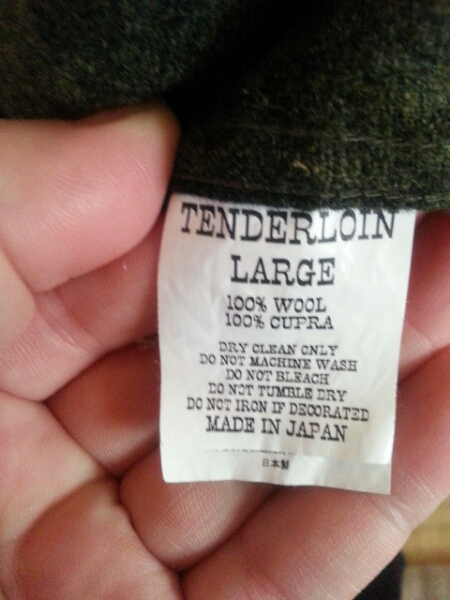 TENDERLOIN
LARGE
100% WOOL
100% CUPRA
DRY CLEAN ONLY
DO NOT MACHINE WASH
DO NOT BLEACH
DO NOT TUMBLE DRY
DO NOT IRON IF DECORATED
MADE IN JAPAN
日本製